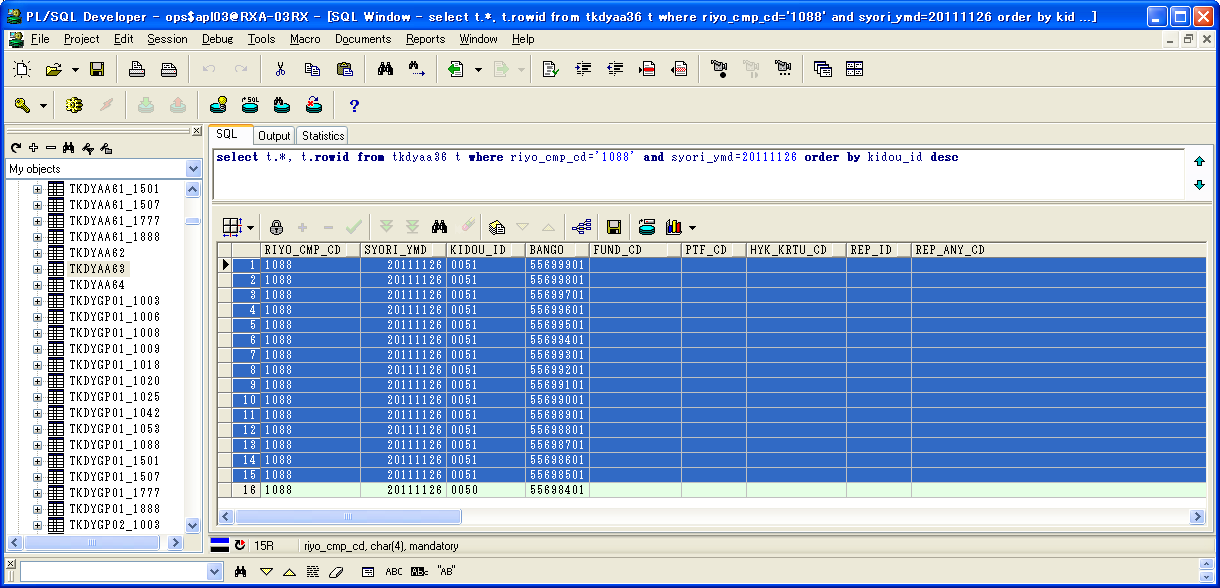 PL/SQL Developer - ops$apl03@RXA-03RX - [SQL Window - select t.*, t.rowid from tkdyaa36 t where riyo_cmp_cd='1088' and syori_ymd=20111126 order by kid ...]
File Project Edit Session Debug Tools Macro Documents Reports Window Help
SQL
?
SQL Output Statistics
My objects
select t.*, t.rowid from tkdyaa36 t where riyo_cmp_cd='1088' and syori_ymd=20111126 order by kidou_id desc
TKDYAA61_1501
TKDYAA61_1507
TKDYAA61_1777
TKDYAA61_1888
TKDYAA62
TKDYAA63
TKDYAA64
TKDYGP01_1003
TKDYGP01_1006
TKDYGP01_1008
TKDYGP01_1009
TKDYGP01_1018
TKDYGP01_1020
TKDYGP01_1025
TKDYGP01_1042
TKDYGP01_1053
TKDYGP01_1088
TKDYGP01_1501
TKDYGP01_1507
TKDYGP01_1777
TKDYGP01_1888
TKDYGP02_1003
RIYO_CMP_CD SYORI_YMD KIDOU_ID BANGO FUND_CD PTF_CD HYK_KRTU_CD REP_ID REP_ANY_CD
1 1088 20111126 0051 55699901
2 1088 20111126 0051 55699801
3 1088 20111126 0051 55699701
4 1088 20111126 0051 55699601
5 1088 20111126 0051 55699501
6 1088 20111126 0051 55699401
7 1088 20111126 0051 55699301
8 1088 20111126 0051 55699201
9 1088 20111126 0051 55699101
10 1088 20111126 0051 55699001
11 1088 20111126 0051 55698901
12 1088 20111126 0051 55698801
13 1088 20111126 0051 55698701
14 1088 20111126 0051 55698601
15 1088 20111126 0051 55698501
16 1088 20111126 0050 55698401
15R riyo_cmp_cd, char(4), mandatory
ABC "AB"